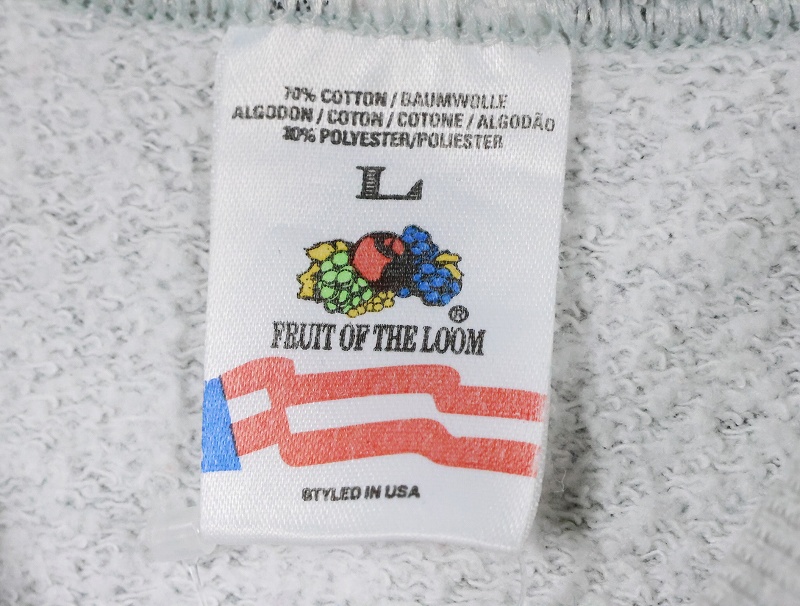 70% COTTON / BAUMWOLLE
ALGODON / COTON / COTONE / ALGODÃO
30% POLYESTER/POLIESTER
L
®
FRUIT OF THE LOOM
STYLED IN USA